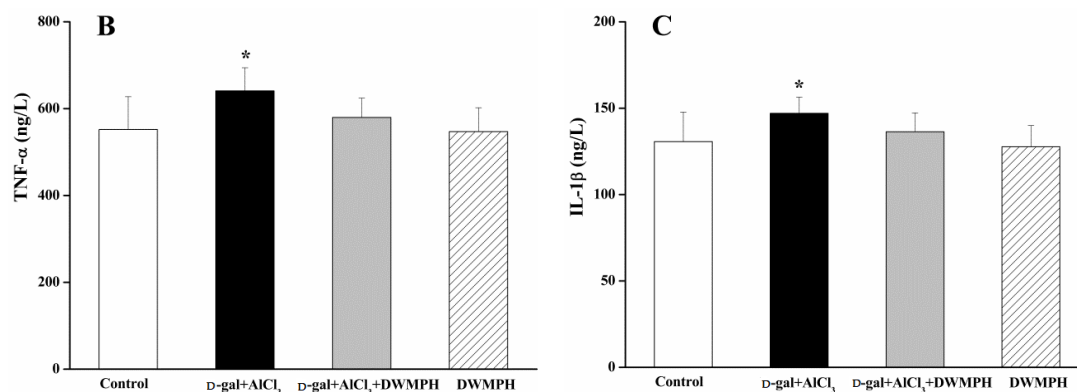 B
TNF-α (ng/L)
800
600
400
200
0
*
Control
D-gal+AlCl3
D-gal+AlCl3+DWMPH
DWMPH
C
IL-1β (ng/L)
200
150
100
50
0
*
Control
D-gal+AlCl3
D-gal+AlCl3+DWMPH
DWMPH